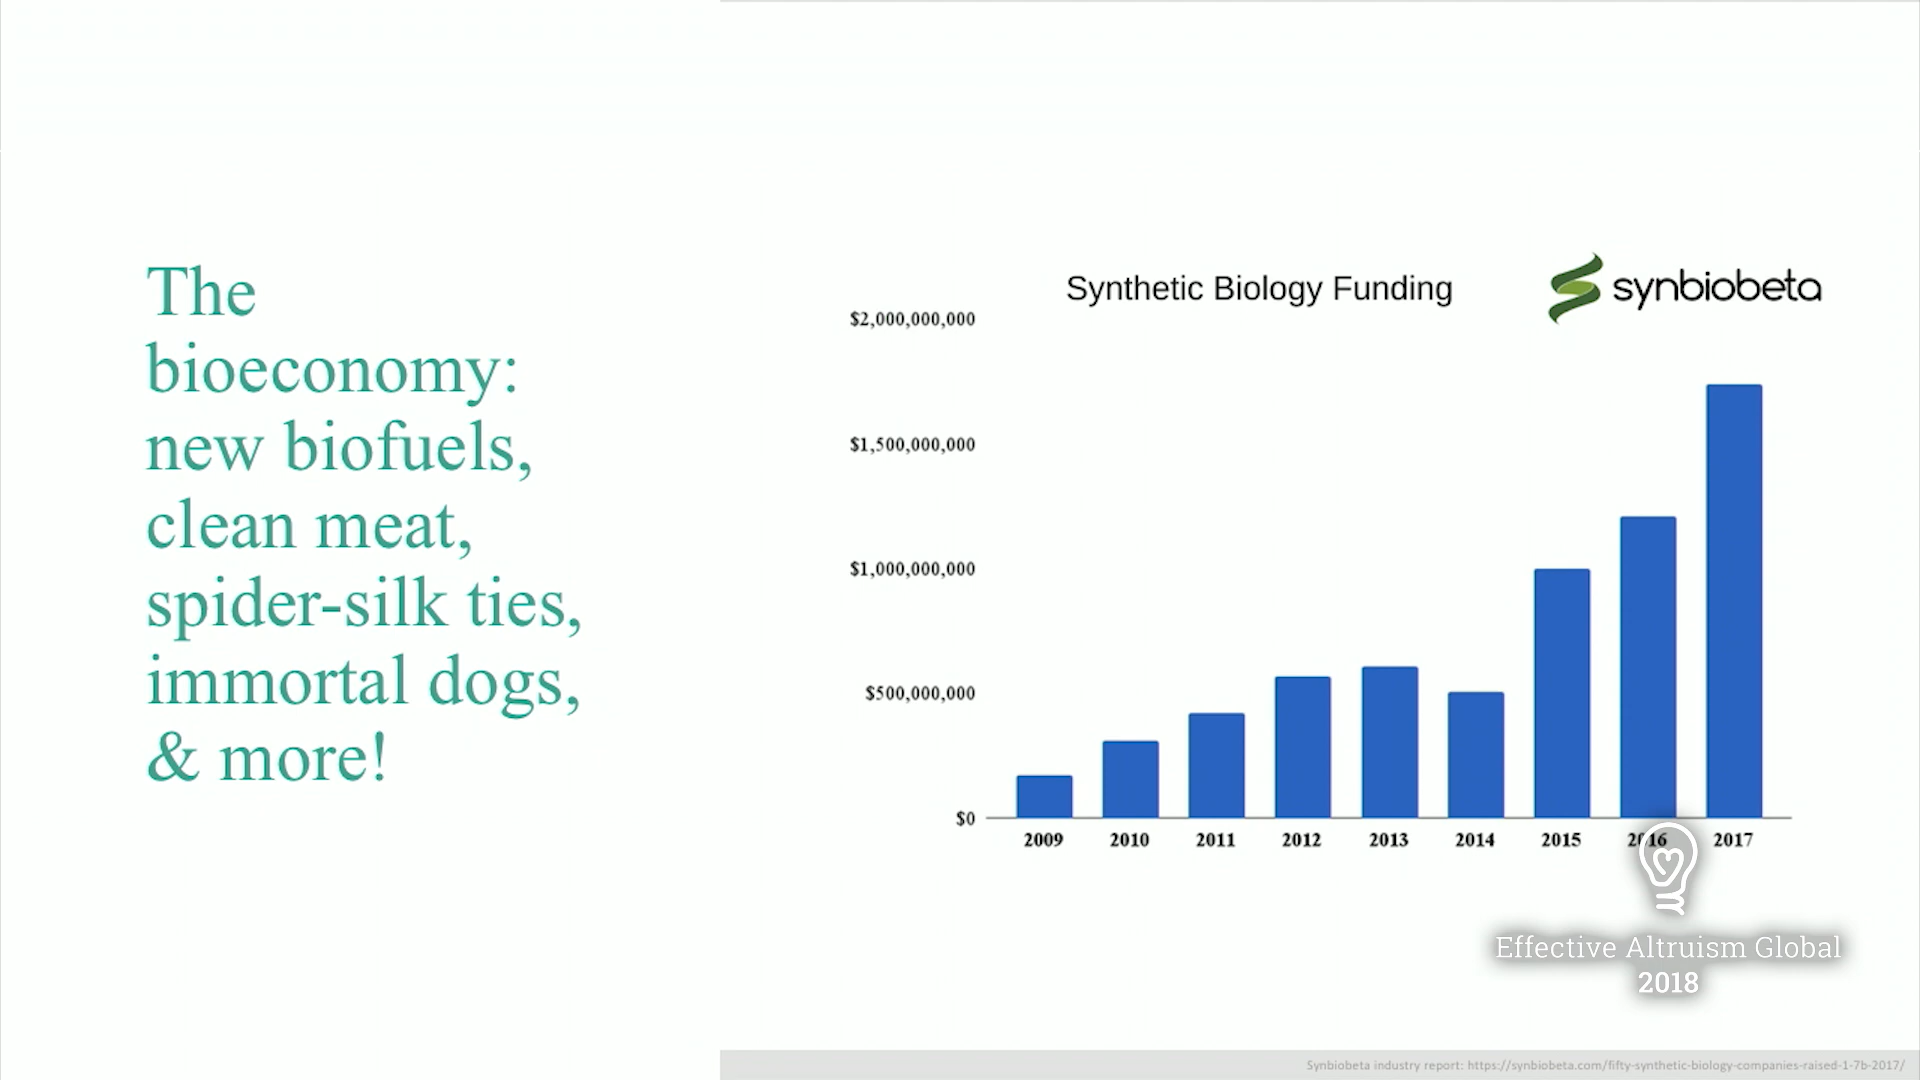 The
bioeconomy:
new biofuels,
clean meat,
spider-silk ties,
immortal dogs,
& more!
Synthetic Biology Funding
synbiobeta
$2,000,000,000
$1,500,000,000
$1,000,000,000
$500,000,000
$0
2009 2010 2011 2012 2013 2014 2015 2016 2017
Effective Altruism Global
2018
Synbiobeta industry report: https://synbiobeta.com/fifty-synthetic-biology-companies-raised-1-7b-2017/